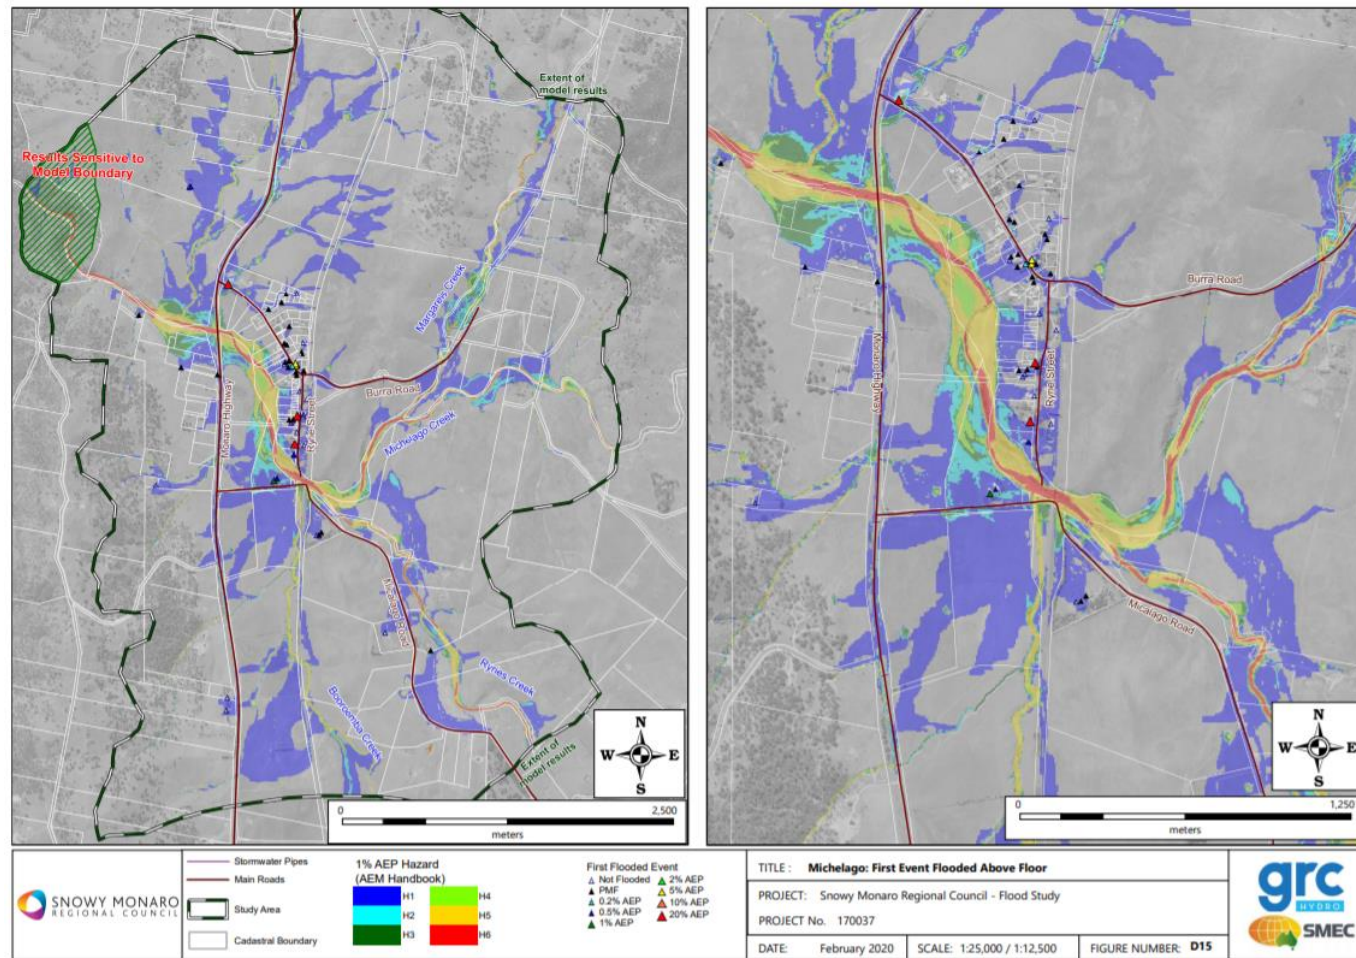 Extent of
model results
Results Sensitive to
Model Boundary
Margarets Creek
Burra Road
Monaro Highway
Ryrie Street
Michelago Creek
Micalago Road
Rynes Creek
Booroomba Creek
Extent of
model results
N
W E
S
0 2,500
meters
Burra Road
Monaro Highway
Ryrie Street
Micalago Road
N
W E
S
0 1,250
meters
SNOWY MONARO
REGIONAL COUNCIL
Stormwater Pipes
Main Roads
Study Area
Cadastral Boundary
1% AEP Hazard
(AEM Handbook)
H1 H4
H2 H5
H3 H6
First Flooded Event
Not Flooded 2% AEP
PMF 5% AEP
0.2% AEP 10% AEP
0.5% AEP 20% AEP
1% AEP
TITLE : Michelago: First Event Flooded Above Floor
PROJECT: Snowy Monaro Regional Council - Flood Study
PROJECT No. 170037
DATE: February 2020 SCALE: 1:25,000 / 1:12,500 FIGURE NUMBER: D15
grc
HYDRO
SMEC